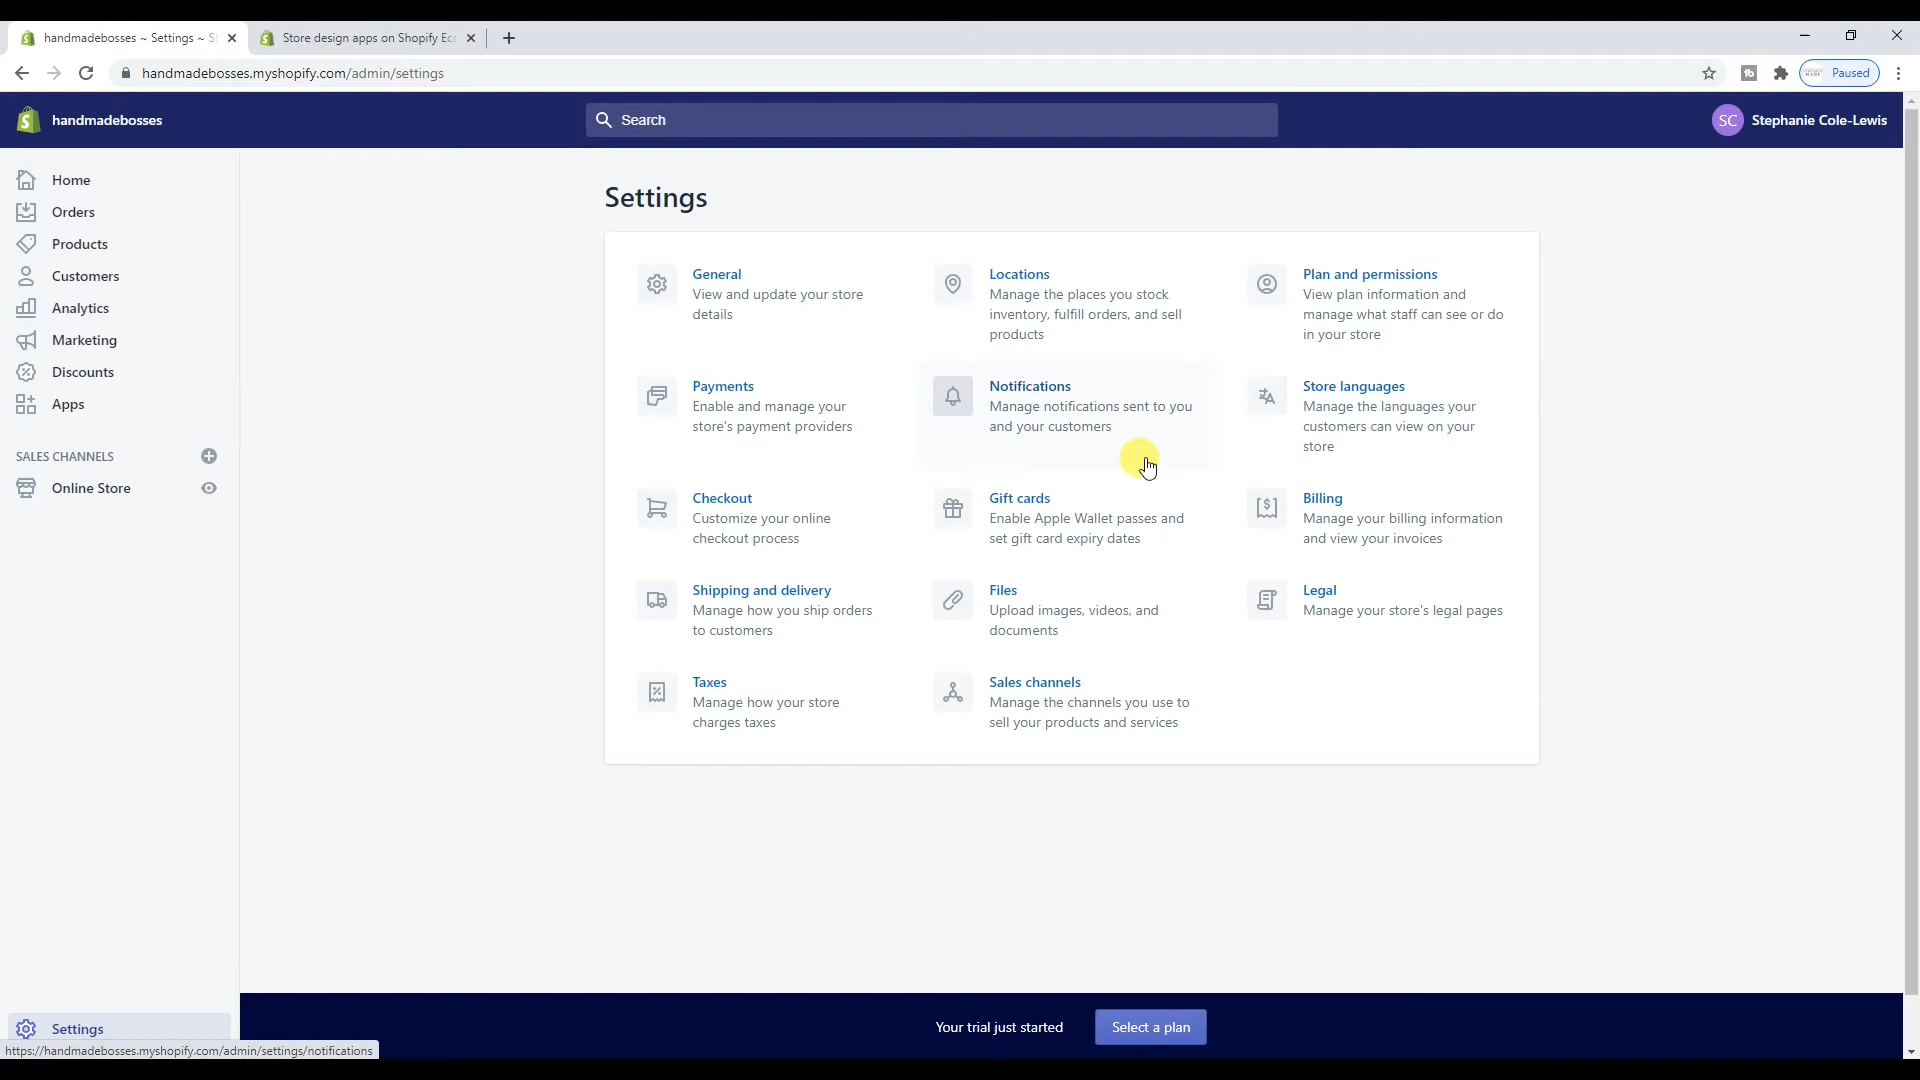 handmadebosses ~ Settings ~ S
Store design apps on Shopify Ec
handmadebosses.myshopify.com/admin/settings
Paused
handmadebosses
Search
SC
Stephanie Cole-Lewis
Home
Orders
Products
Customers
Analytics
Marketing
Discounts
Apps
SALES CHANNELS
Online Store
Settings
General
View and update your store
details
Locations
Manage the places you stock
inventory, fulfill orders, and sell
products
Plan and permissions
View plan information and
manage what staff can see or do
in your store
Payments
Enable and manage your
store's payment providers
Notifications
Manage notifications sent to you
and your customers
Store languages
Manage the languages your
customers can view on your
store
Checkout
Customize your online
checkout process
Gift cards
Enable Apple Wallet passes and
set gift card expiry dates
Billing
Manage your billing information
and view your invoices
Shipping and delivery
Manage how you ship orders
to customers
Files
Upload images, videos, and
documents
Legal
Manage your store's legal pages
Taxes
Manage how your store
charges taxes
Sales channels
Manage the channels you use to
sell your products and services
Settings
Your trial just started
Select a plan
https://handmadebosses.myshopify.com/admin/settings/notifications